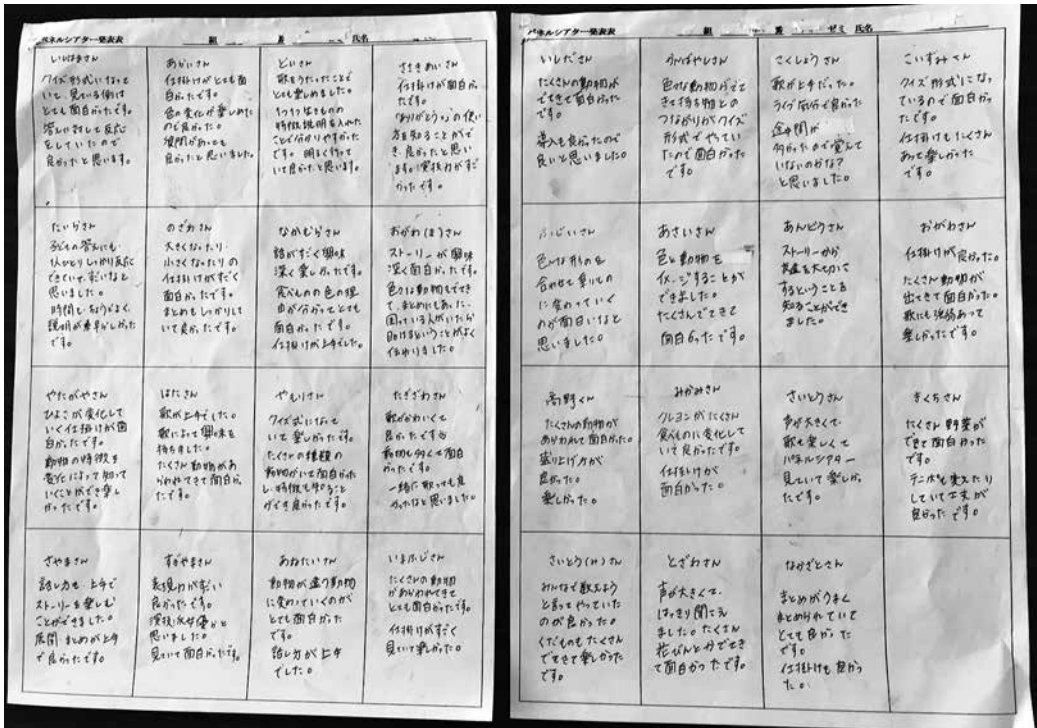 パネルシアター発表表 組 番 氏名
いしはまさん
クイズ形式になって
いて、見ている側は
とても面白かったです。
答えに対して反応
をしていたので
良かったと思います。
あかいさん
仕掛けがとても面
白かったです。
色の変化が楽しめた
ので良かった。
質問があっても
良かったと思いました。
どいさん
歌をうたったことで
とても楽しめました。
1つ1つくだものの
特徴説明を入れた
ことで分かりやすかった
です。明るく行って
いて良かったと思います。
ささきめいさん
仕掛けが面白か
ったです。
"ありがとう"の使い
方を知ることがで
き、良かったと思い
ます。演技力がすご
かったです。
たいらさん
子どもの答えにも
1人ひとりしっかり反応
できていて、すごいなと
思いました。
時間もちょうどよく、
説明が素早かった
です。
のざわさん
大きくなったり、
小さくなったりの
仕掛けがすごく
面白かったです。
まとめもしっかりして
いて良かったです。
なかむらさん
話がすごく興味
深く楽しかったです。
食べものの色の理
由が分かってとても
面白かったです。
仕掛けが上手でした。
おがわ(ほ)さん
ストーリーが興味
深く面白かったです。
色々な動物もでてき
て、まとめにもあった、
困っている人がいたら
助けるということがよく
伝わりました。
やたがやさん
ひよこが変化して
いく仕掛けが面
白かったです。
動物の特徴を
変化によって知って
いくことができ楽し
かったです。
はたさん
歌が上手でした。
歌によって興味を
持ちました。
たくさん動物があ
らわれてきて面白か
ったです。
やもりさん
クイズ式になって
いて楽しかったです。
たくさんの種類の
動物がいて面白かった
し、特徴も知ること
ができ良かったです。
たきざわさん
歌がかわいくて
良かったです。
動物も多くて面白
かったです。
一緒に歌っても良
かったなと思いました。
さやまさん
話し方も、上手で
ストーリーを楽しむ
ことができました。
展開・まとめが上手
で良かったです。
すがやまさん
表現力がすごい
良かったです。
演技が女優かと
思いました。
見ていて面白かったです。
あねたいさん
動物が違う動物
に変わっていくのが
とても面白かった
です。
話し方が上手
でした。
いまふじさん
たくさんの動物
があらわれてきて
とても面白かったです。
仕掛けがすごく
見ていて楽しかった。
パネルシアター発表表 組 番 ゼミ 氏名
いしださん
たくさんの動物が
でてきて面白かった
です。
導入も良かったので
良いと思いました。
かんばやしさん
色々な動物がでて
きて持ち物との
つながりがクイズ
形式でやってい
たので面白かった
です。
こくしょうさん
歌が上手だった。
ライブ気分で良かった
です。
途中間が
多かったので覚えて
いないのかな？
と思いました。
こいずみさん
クイズ形式になっ
ているので面白か
ったです。
仕掛けもたくさん
あって楽しかった
です。
ふじいさん
色々な形のを
合わせて違うもの
に変わっていく
のが面白いなと
思いました。
あさいさん
色と動物を
イメージすることが
できました。
たくさんでてきて
面白かったです。
あんどうさん
ストーリーから
するということを
知ることができ
ました。
おがわさん
仕掛けが良かった。
たくさん動物が
出てきて面白かった。
歌にも強弱あって
楽しかったです。
高野くん
たくさんの動物が
あらわれて面白かった。
盛り上げ方が
良かった。
楽しかった。
みかみさん
クレヨンがたくさん
食べものに変化して
いて良かったです。
仕掛けが
面白かった。
さいとうさん
声が大きくて、
歌も楽しくて
パネルシアター
見ていて楽しか
ったです。
きくちさん
たくさん野菜が
でてきて面白かった
です。
テンポも変えたり
していて工夫が
良かったです。
さいとう(み)さん
みんなで歌えよう
と言ってやっていた
のが良かった。
くだものもたくさん
でてきて楽しかった
です。
とざわさん
声が大きくて、
はっきり聞こえ
ました。たくさん
花びんとかでてき
て面白かったです。
なかざとさん
まとめがうまく
まとめられていて
とても良かった
です。
仕掛けも良かっ
た。